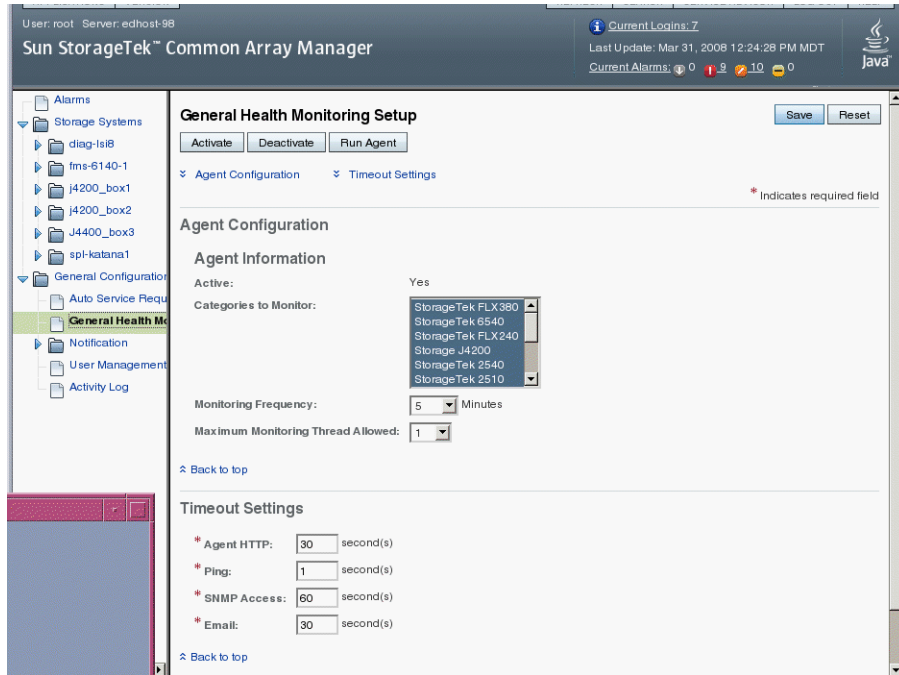 User: root Server: edhost-98
Sun StorageTek™ Common Array Manager
Current Logins: 7
Last Update: Mar 31, 2008 12:24:28 PM MDT
Current Alarms: 0 9 10 0
Java™
Alarms
Storage Systems
diag-lsi8
fms-6140-1
j4200_box1
j4200_box2
J4400_box3
spl-katana1
General Configuration
Auto Service Requ
General Health Mo
Notification
User Management
Activity Log
General Health Monitoring Setup
Save Reset
Activate Deactivate Run Agent
Agent Configuration Timeout Settings
* Indicates required field
Agent Configuration
Agent Information
Active: Yes
Categories to Monitor:
StorageTek FLX380
StorageTek 6540
StorageTek FLX240
Storage J4200
StorageTek 2540
StorageTek 2510
Monitoring Frequency: 5 Minutes
Maximum Monitoring Thread Allowed: 1
Back to top
Timeout Settings
* Agent HTTP: 30 second(s)
* Ping: 1 second(s)
* SNMP Access: 60 second(s)
* Email: 30 second(s)
Back to top